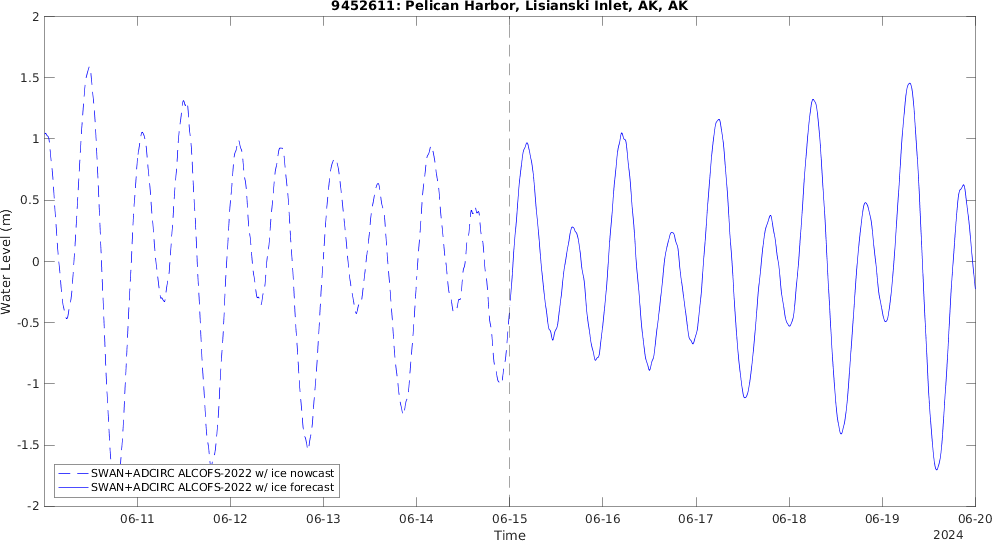 9452611: Pelican Harbor, Lisianski Inlet, AK, AK
2
1.5
1
0.5
0
-0.5
-1
-1.5
-2
Water Level (m)
SWAN+ADCIRC ALCOFS-2022 w/ ice nowcast
SWAN+ADCIRC ALCOFS-2022 w/ ice forecast
06-11 06-12 06-13 06-14 06-15 06-16 06-17 06-18 06-19 06-20
Time
2024